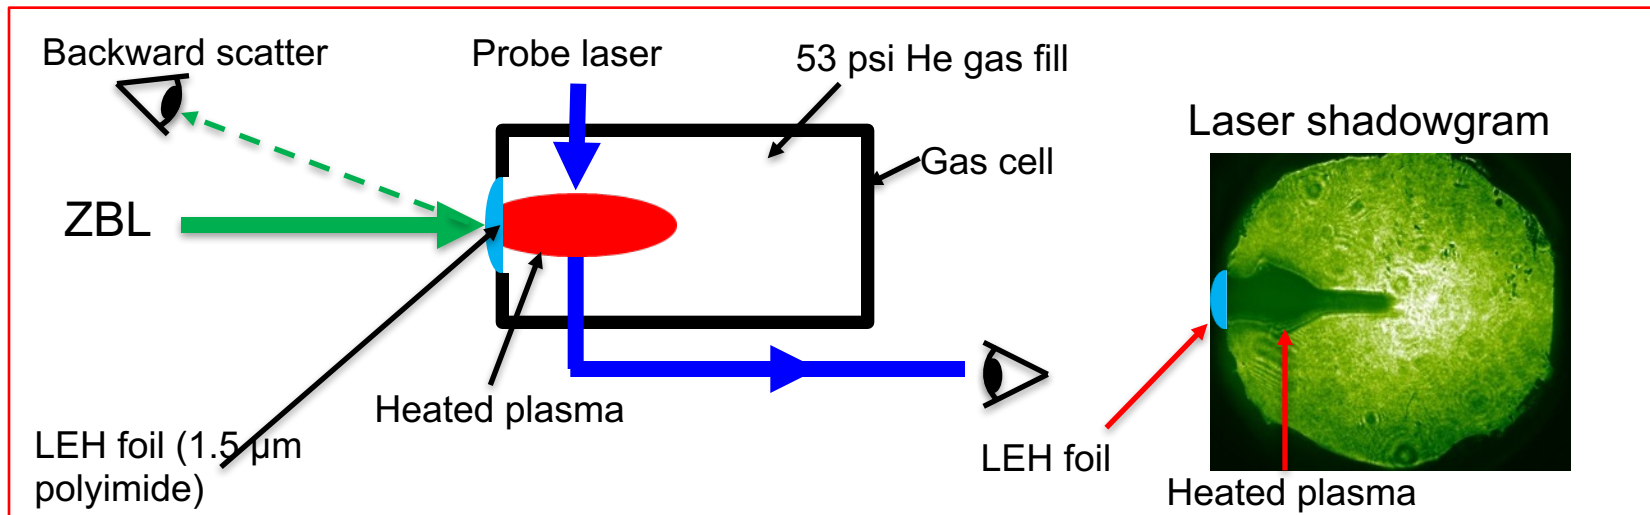 Backward scatter
Probe laser
53 psi He gas fill
Laser shadowgram
Gas cell
ZBL
Heated plasma
LEH foil (1.5 µm
polyimide)
LEH foil
Heated plasma